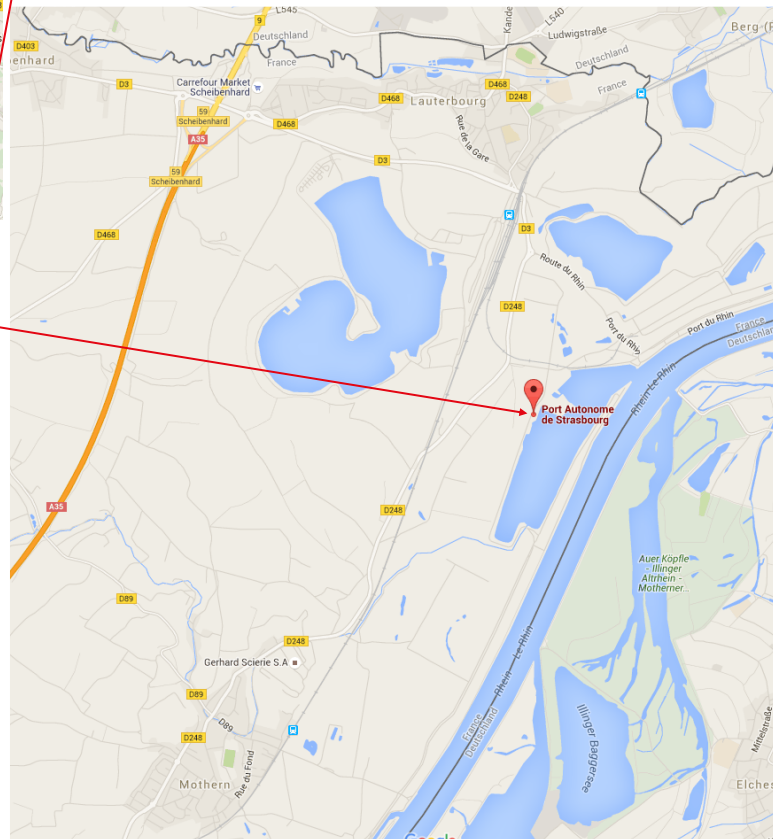 L545
9
Deutschland
France
D403
enhard
D3
Carrefour Market
Scheibenhard
59
Scheibenhard
A35
59
Scheibenhard
D468
D468
D468
Lauterbourg
D468
D248
Rue de la Gare
D3
Kande
L540
Ludwigstraße
Berg (P
Deutschland
France
D3
Route du Rhin
D248
Port du Rhin
Port du Rhin
France
Deutschland
Rhein Le Rhin
Port Autonome
de Strasbourg
A35
D248
Auer Köpfle
- Illinger
Altrhein -
Motherner...
D89
D248
Gerhard Scierie S.A
Rhein - Le Rhin
D89
D89
D248
France
Deutschland
Illinger Baggersee
Mittelstraße
Rue du Fond
Mothern
Elches
Google